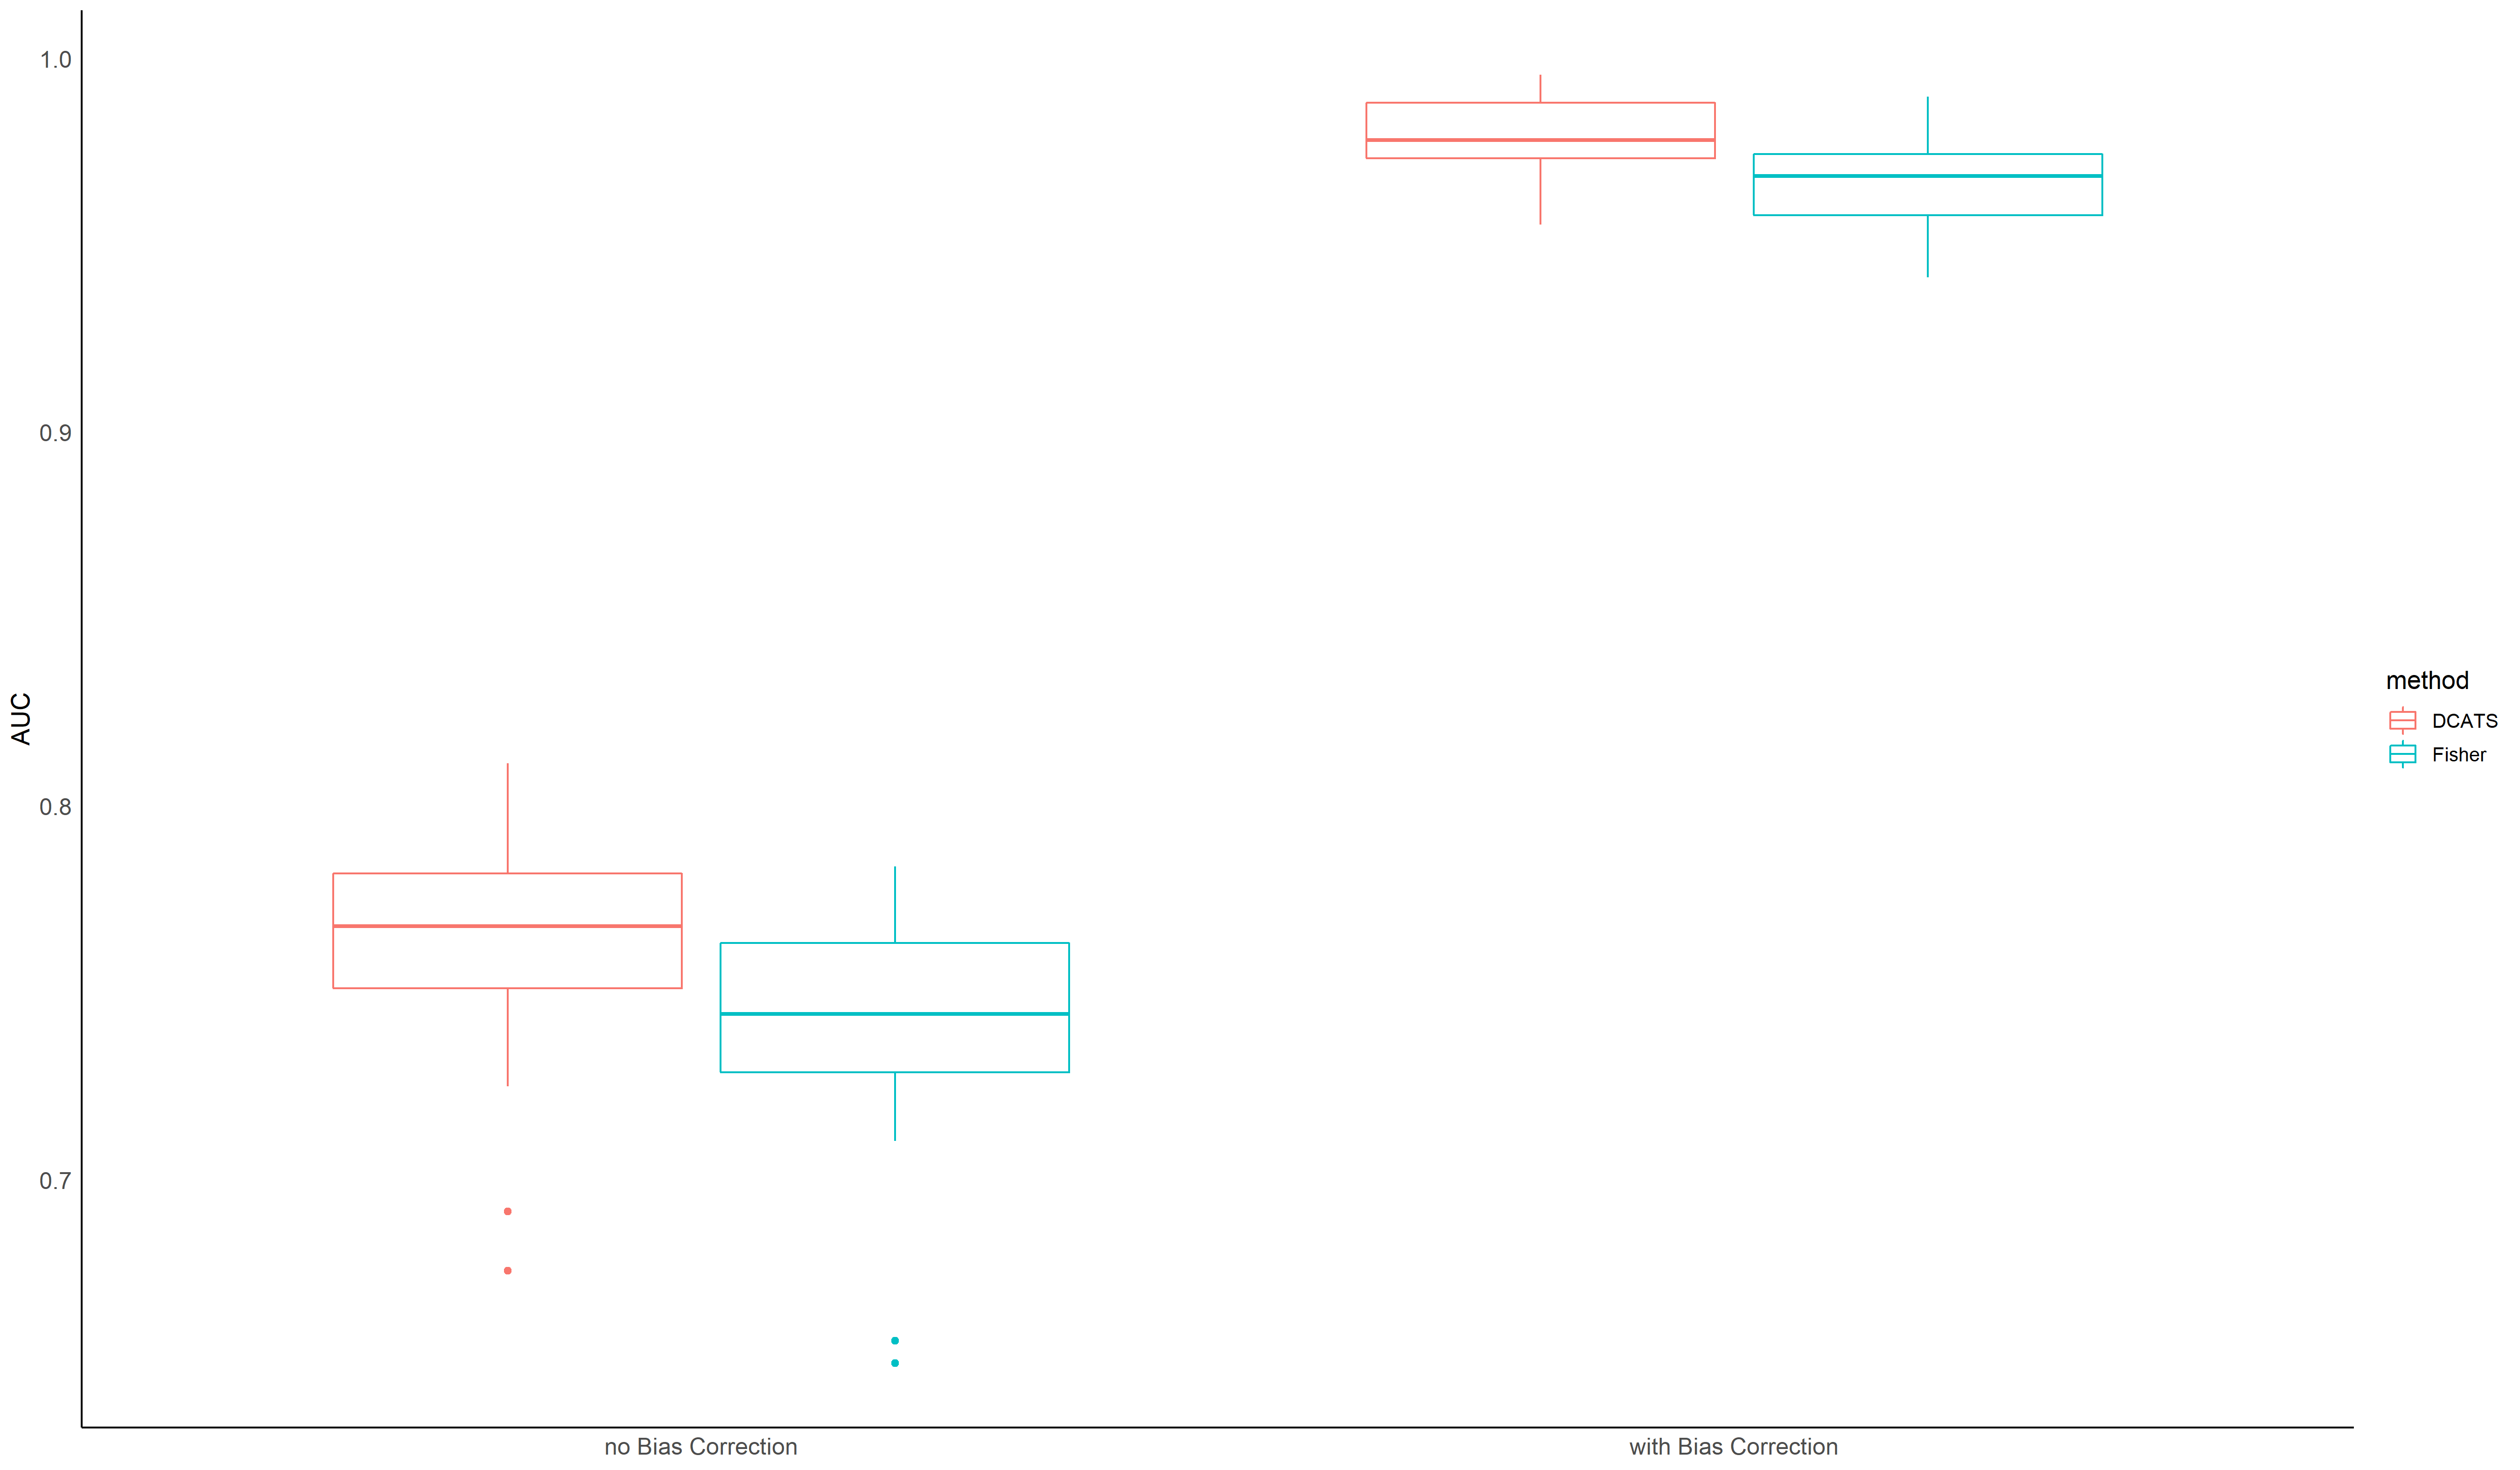 1.0
0.9
0.8
0.7
AUC
no Bias Correction
with Bias Correction
method
DCATS
Fisher